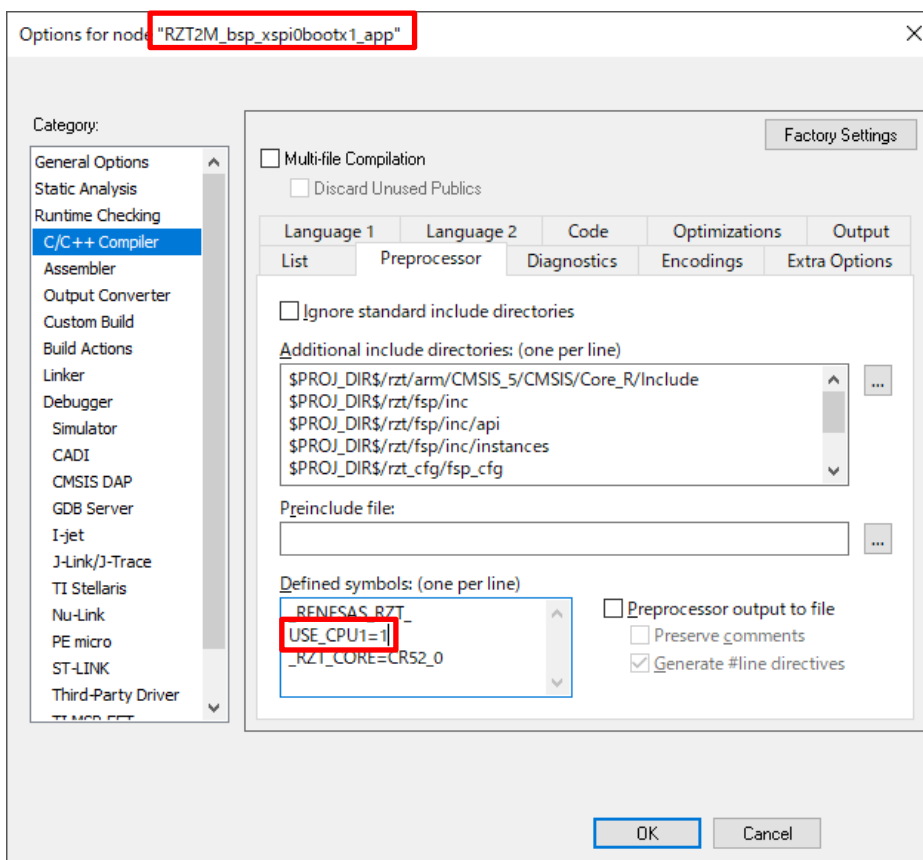 Options for node "RZT2M_bsp_xspi0bootx1_app"
Category:
General Options
Static Analysis
Runtime Checking
C/C++ Compiler
Assembler
Output Converter
Custom Build
Build Actions
Linker
Debugger
Simulator
CADI
CMSIS DAP
GDB Server
I-jet
J-Link/J-Trace
TI Stellaris
Nu-Link
PE micro
ST-LINK
Third-Party Driver
Factory Settings
Multi-file Compilation
Discard Unused Publics
Language 1 Language 2 Code Optimizations Output
List Preprocessor Diagnostics Encodings Extra Options
Ignore standard include directories
Additional include directories: (one per line)
$PROJ_DIR$/rzt/arm/CMSIS_5/CMSIS/Core_R/Include
$PROJ_DIR$/rzt/fsp/inc
$PROJ_DIR$/rzt/fsp/inc/api
$PROJ_DIR$/rzt/fsp/inc/instances
$PROJ_DIR$/rzt_cfg/fsp_cfg
...
Preinclude file:
...
Defined symbols: (one per line)
_RENESAS_RZT_
USE_CPU1=1
_RZT_CORE=CR52_0
Preprocessor output to file
Preserve comments
Generate #line directives
OK Cancel